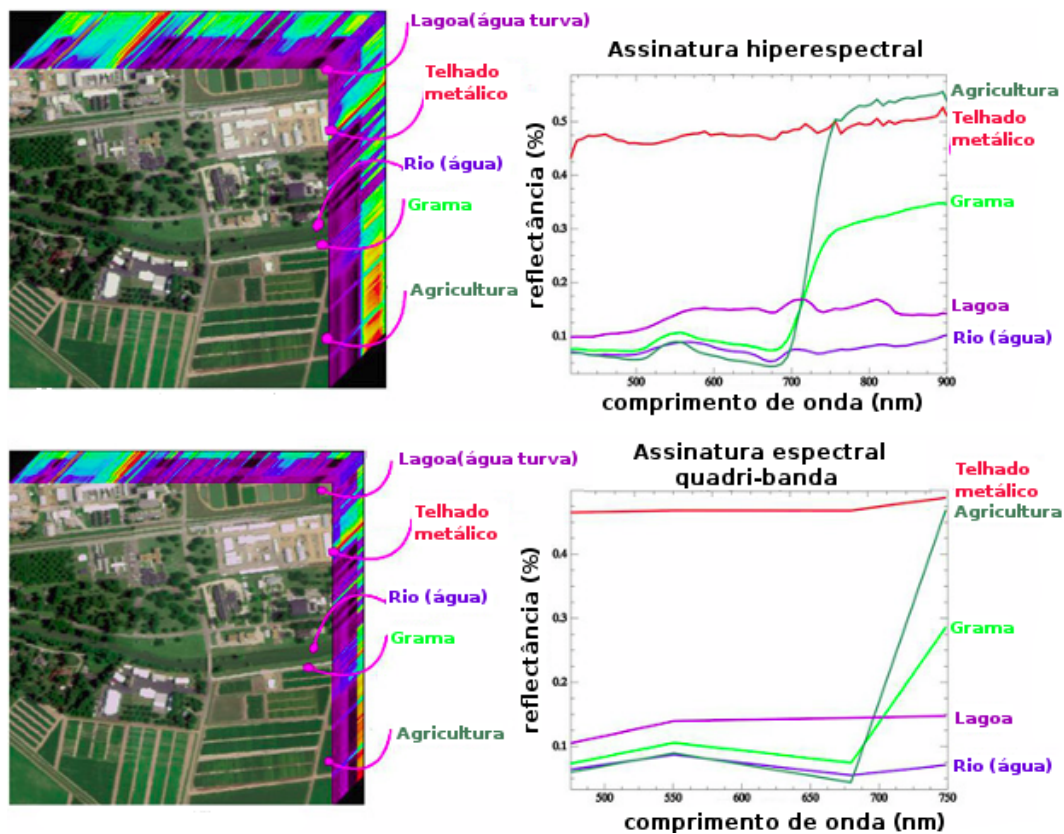 Lagoa(água turva)
Telhado
metálico
Rio (água)
Grama
Agricultura
Assinatura hiperespectral
reflectância (%)
0.5
0.4
0.3
0.2
0.1
500
600
700
800
900
comprimento de onda (nm)
Agricultura
Telhado
metálico
Grama
Lagoa
Rio (água)
Lagoa(água turva)
Telhado
metálico
Rio (água)
Grama
Agricultura
Assinatura espectral
quadri-banda
reflectância (%)
0.4
0.3
0.2
0.1
500
550
600
650
700
750
comprimento de onda (nm)
Telhado
metálico
Agricultura
Grama
Lagoa
Rio (água)